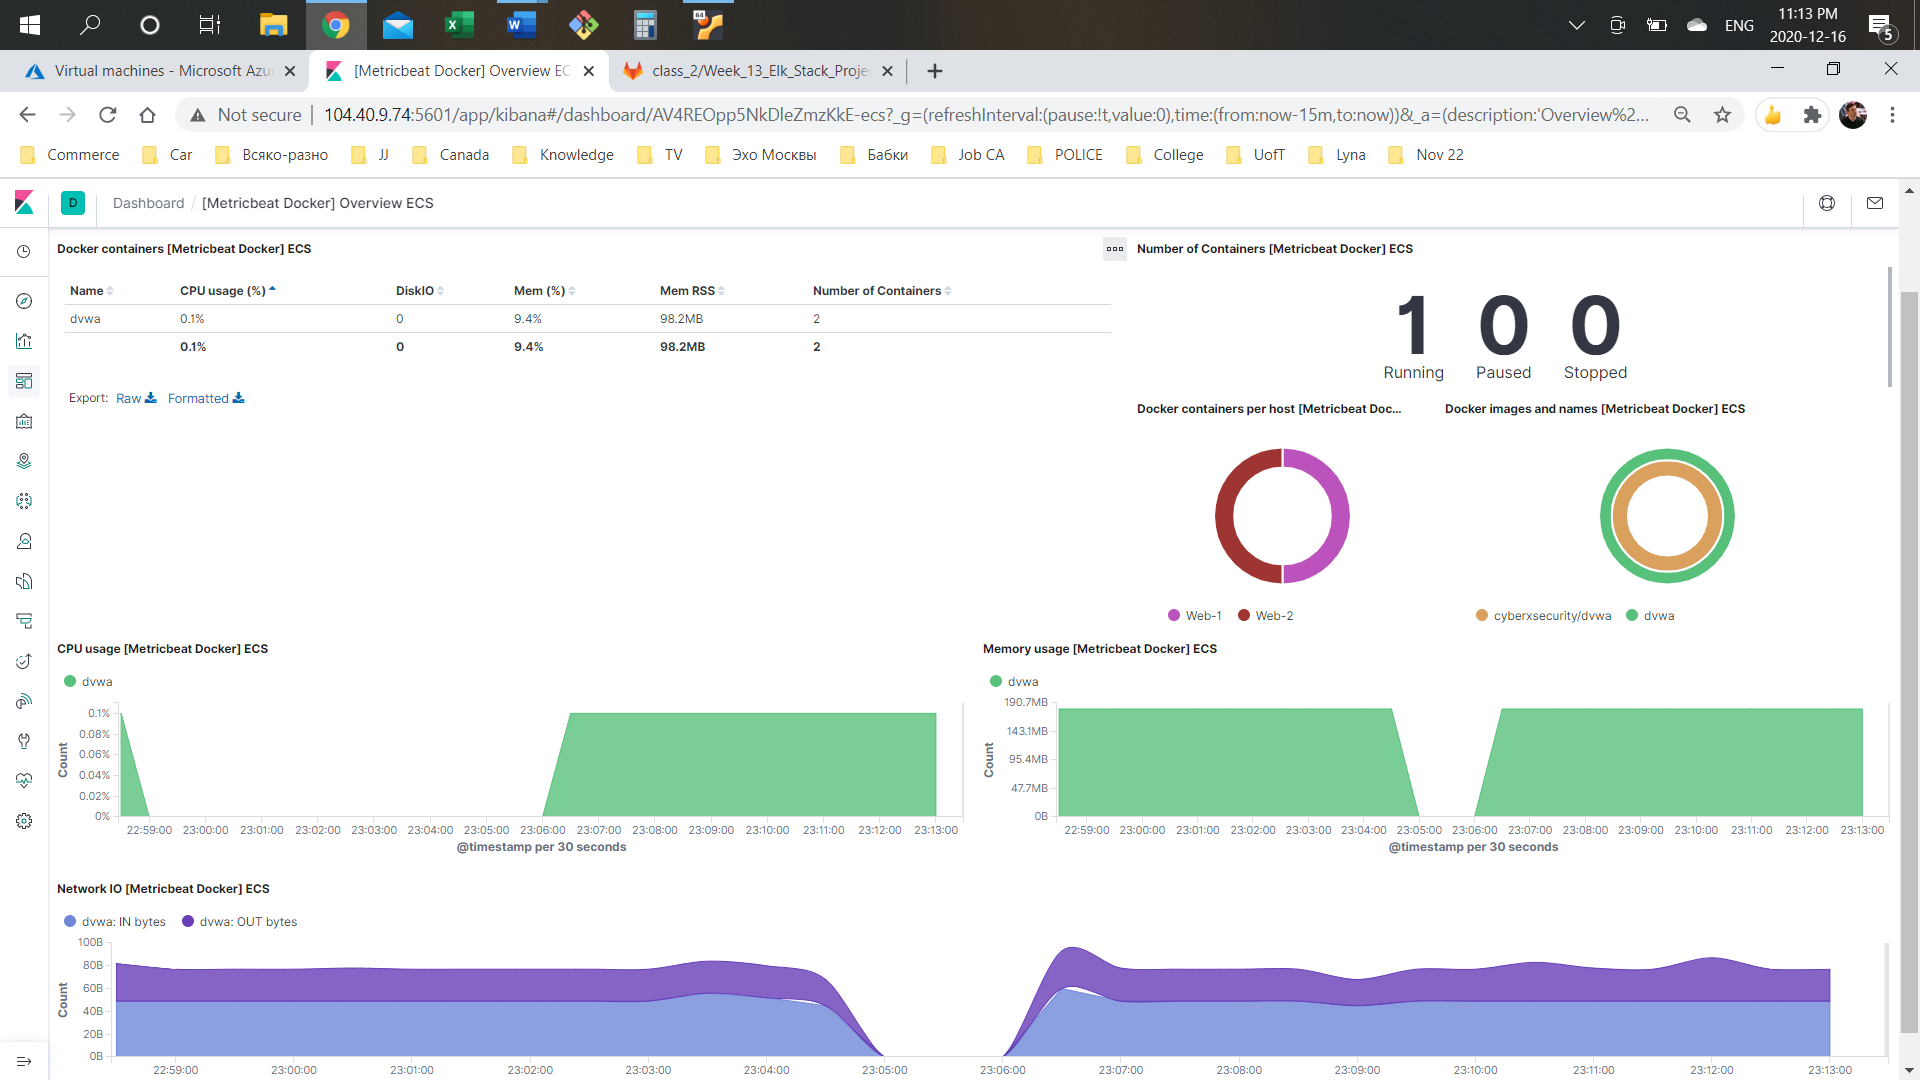 ENG
11:13 PM
2020-12-16
5
64
Virtual machines - Microsoft Azu
[Metricbeat Docker] Overview EC
class_2/Week_13_Elk_Stack_Proje
Not secure
104.40.9.74:5601/app/kibana#/dashboard/AV4REOpp5NkDleZmzKkE-ecs?_g=(refreshInterval:(pause:!t,value:0),time:(from:now-15m,to:now))&_a=(description:'Overview%2...
Commerce Car Всяко-разно JJ Canada Knowledge TV Эхо Москвы Бабки Job CA POLICE College UofT Lyna Nov 22
D
Dashboard / [Metricbeat Docker] Overview ECS
Docker containers [Metricbeat Docker] ECS
Name CPU usage (%) DiskIO Mem (%) Mem RSS Number of Containers
dvwa 0.1% 0 9.4% 98.2MB 2
0.1% 0 9.4% 98.2MB 2
Export: Raw Formatted
Number of Containers [Metricbeat Docker] ECS
1 0 0
Running Paused Stopped
Docker containers per host [Metricbeat Doc...
Web-1 Web-2
Docker images and names [Metricbeat Docker] ECS
cyberxsecurity/dvwa dvwa
CPU usage [Metricbeat Docker] ECS
dvwa
Count
0.1%
0.08%
0.06%
0.04%
0.02%
0%
22:59:00 23:00:00 23:01:00 23:02:00 23:03:00 23:04:00 23:05:00 23:06:00 23:07:00 23:08:00 23:09:00 23:10:00 23:11:00 23:12:00 23:13:00
@timestamp per 30 seconds
Memory usage [Metricbeat Docker] ECS
dvwa
Count
190.7MB
143.1MB
95.4MB
47.7MB
0B
22:59:00 23:00:00 23:01:00 23:02:00 23:03:00 23:04:00 23:05:00 23:06:00 23:07:00 23:08:00 23:09:00 23:10:00 23:11:00 23:12:00 23:13:00
@timestamp per 30 seconds
Network IO [Metricbeat Docker] ECS
dvwa: IN bytes dvwa: OUT bytes
Count
100B
80B
60B
40B
20B
0B
22:59:00 23:00:00 23:01:00 23:02:00 23:03:00 23:04:00 23:05:00 23:06:00 23:07:00 23:08:00 23:09:00 23:10:00 23:11:00 23:12:00 23:13:00